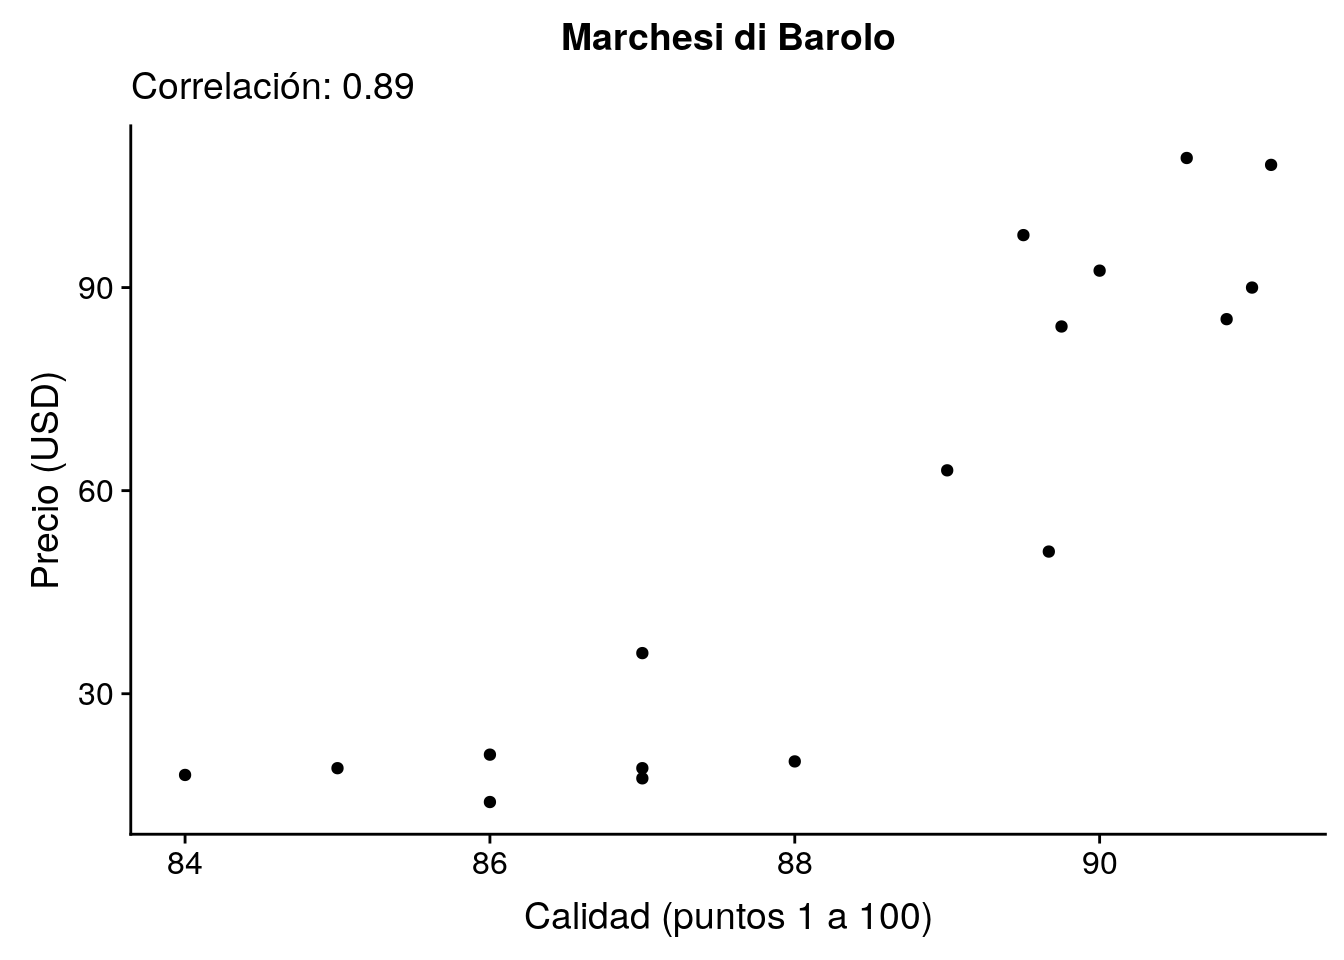 Marchesi di Barolo
Correlación: 0.89
Precio (USD)
90
60
30
84 86 88 90
Calidad (puntos 1 a 100)